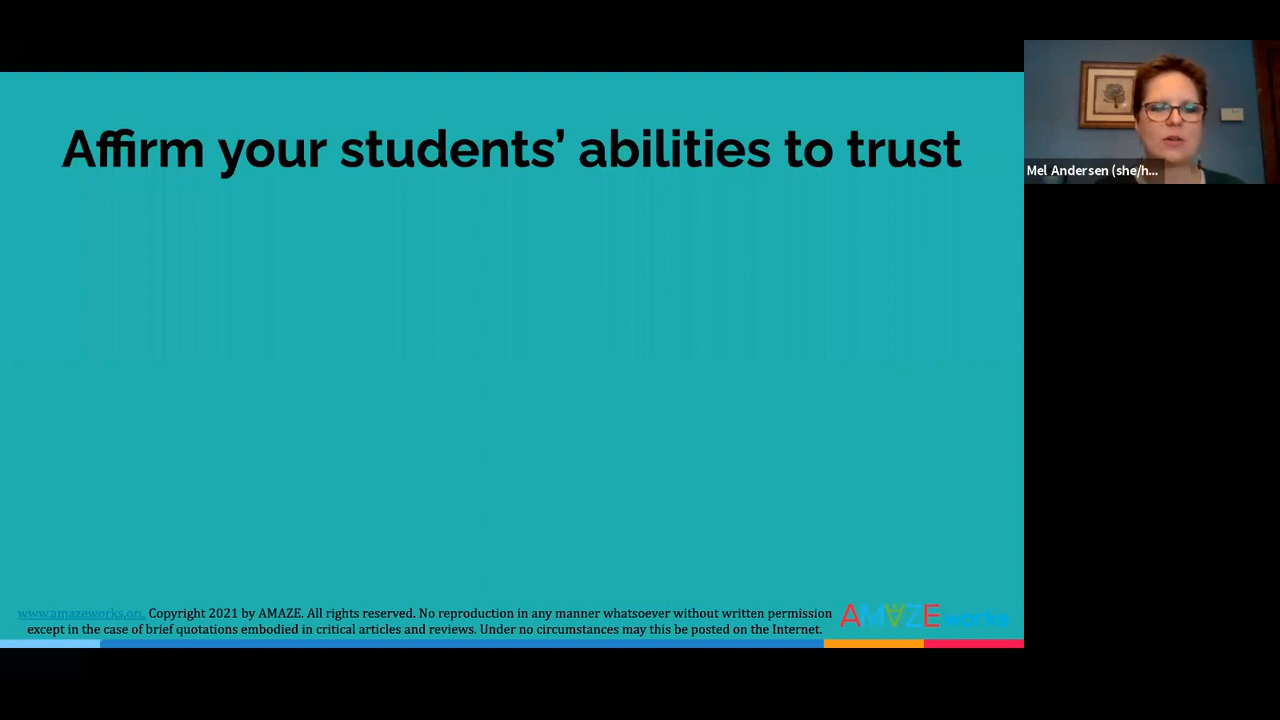 Affirm your students’ abilities to trust
Mel Andersen (she/h...
www.amazeworks.org. Copyright 2021 by AMAZE. All rights reserved. No reproduction in any manner whatsoever without written permission
except in the case of brief quotations embodied in critical articles and reviews. Under no circumstances may this be posted on the Internet.
AMAZE works